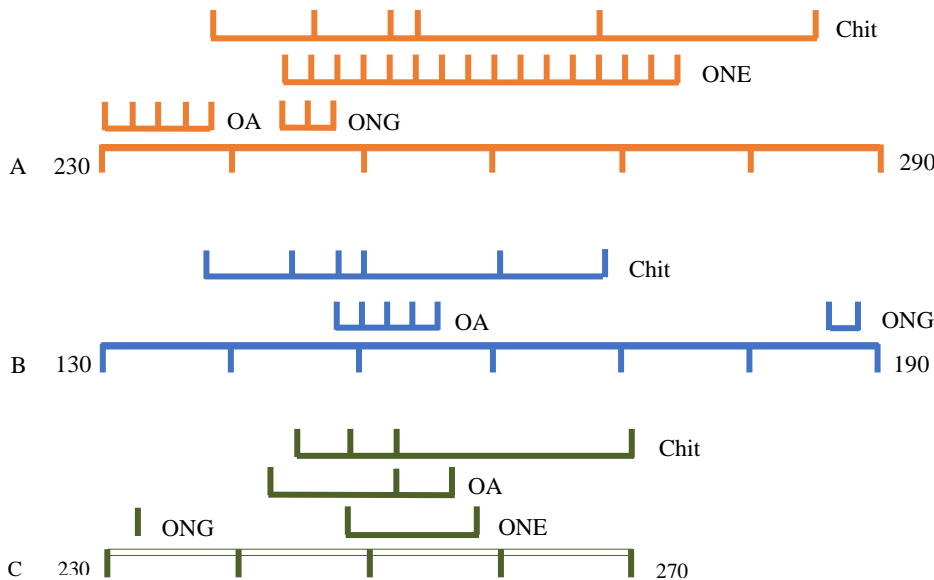 Chit
ONE
OA
ONG
A 230 290
Chit
OA
ONG
B 130 190
Chit
OA
ONG
ONE
C 230 270